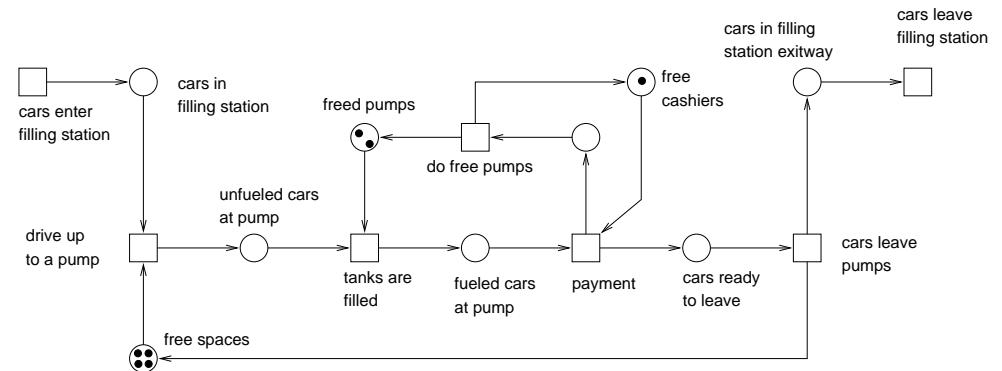 cars leave
filling station
cars in filling
station exitway
cars in
filling station
free
cashiers
cars enter
filling station
freed pumps
do free pumps
unfueled cars
at pump
drive up
to a pump
cars leave
pumps
tanks are
filled
fueled cars
at pump
payment
cars ready
to leave
free spaces